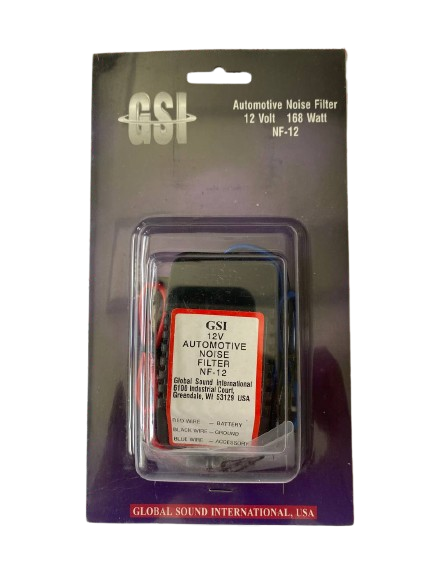 GSI
Automotive Noise Filter
12 Volt 168 Watt
NF-12
GSI
12V
AUTOMOTIVE
NOISE
FILTER
NF-12
Global Sound International
6108 Industrial Court,
Greendale, WI 53129 USA
RED WIRE — BATTERY
BLACK WIRE — GROUND
BLUE WIRE — ACCESSORY
GLOBAL SOUND INTERNATIONAL, USA